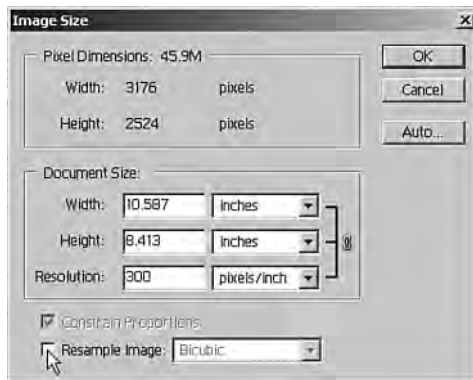 Image Size
Pixel Dimensions: 45.9M
Width: 3176 pixels
Height: 2524 pixels
OK
Cancel
Auto...
Document Size:
Width: 10.587 inches
Height: 8.413 inches
Resolution: 300 pixels/inch
Constrain Proportions
Resample Image: Bicubic